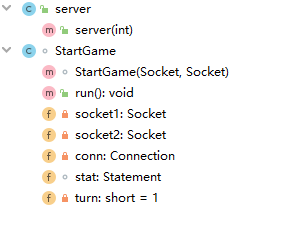 server
server(int)
StartGame
StartGame(Socket, Socket)
run(): void
socket1: Socket
socket2: Socket
conn: Connection
stat: Statement
turn: short = 1